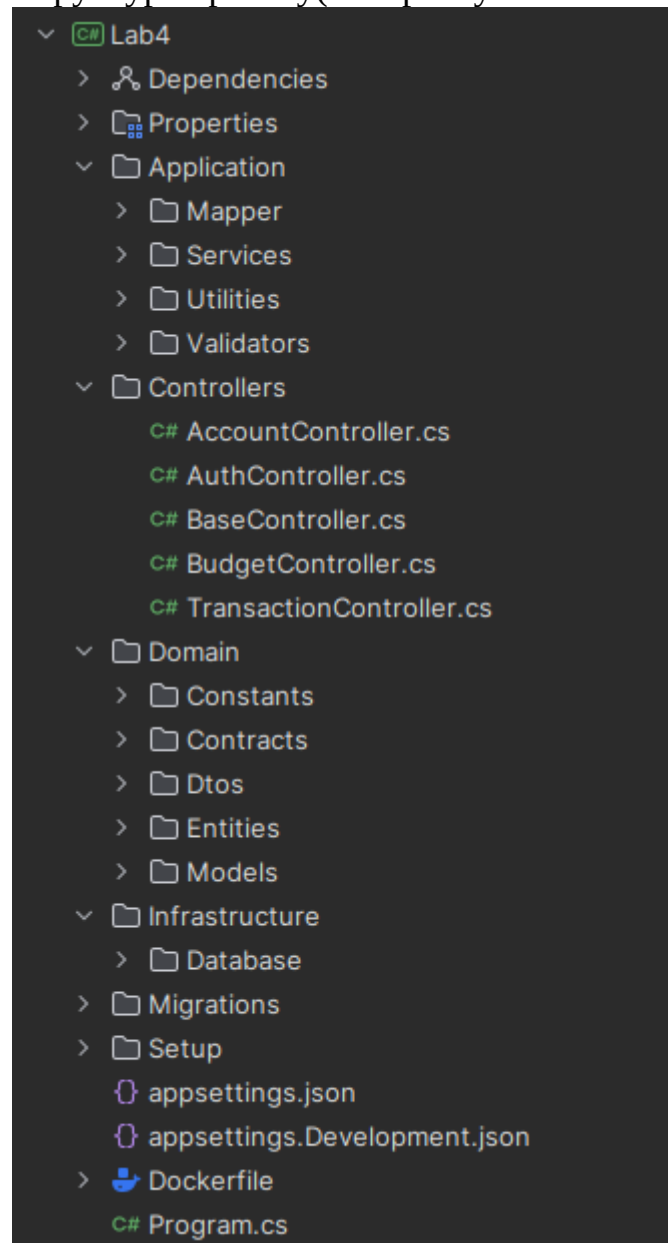 Lab4
Dependencies
Properties
Application
Mapper
Services
Utilities
Validators
Controllers
C# AccountController.cs
C# AuthController.cs
C# BaseController.cs
C# BudgetController.cs
C# TransactionController.cs
Domain
Constants
Contracts
Dtos
Entities
Models
Infrastructure
Database
Migrations
Setup
{} appsettings.json
{} appsettings.Development.json
Dockerfile
C# Program.cs